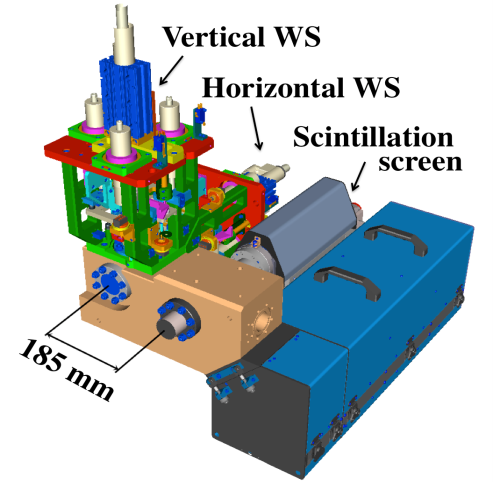 Vertical WS
Horizontal WS
Scintillation
screen
185 mm